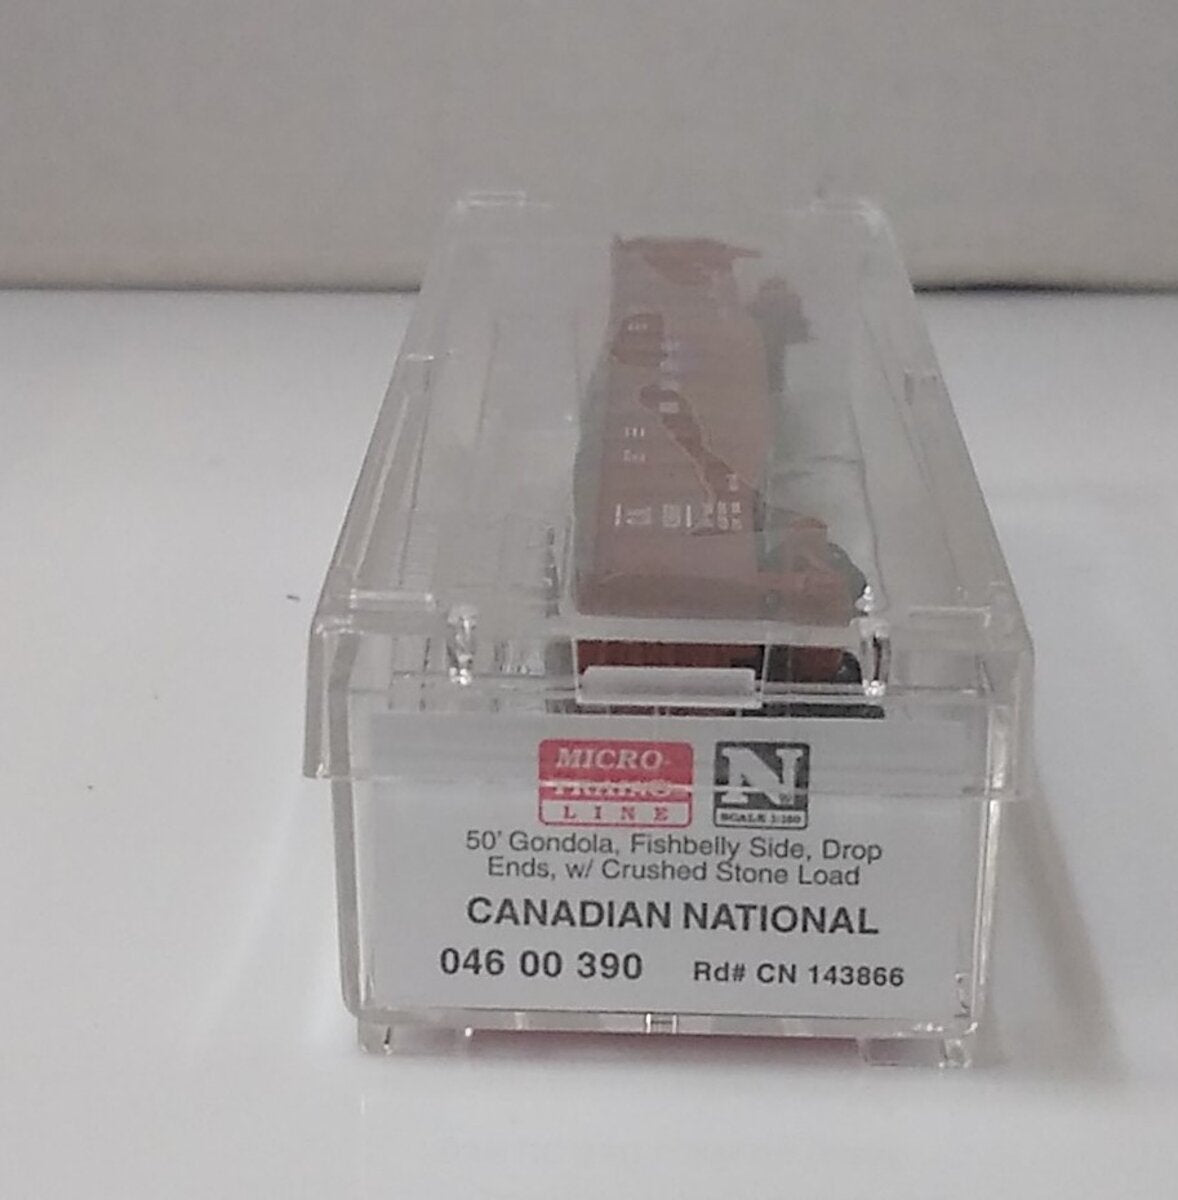 MICRO-
TRAINS
LINE
N
SCALE 1:160
50' Gondola, Fishbelly Side, Drop
Ends, w/ Crushed Stone Load
CANADIAN NATIONAL
046 00 390 Rd# CN 143866